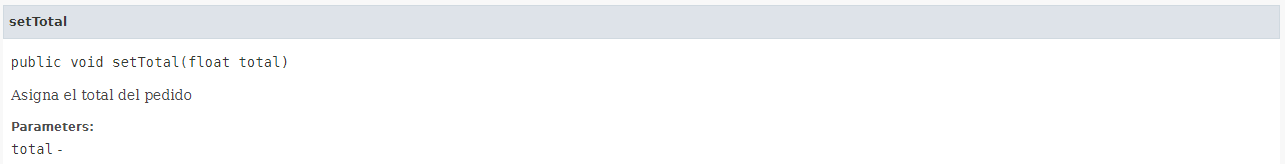 setTotal
public void setTotal(float total)
Asigna el total del pedido
Parameters:
total -